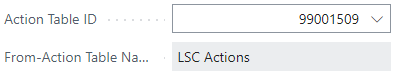 Action Table ID 99001509
From-Action Table Na... LSC Actions